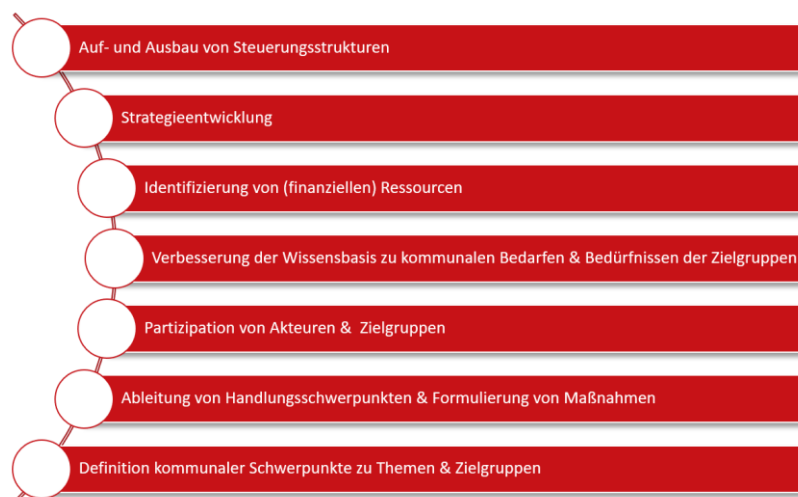 Auf- und Ausbau von Steuerungsstrukturen
Strategieentwicklung
Identifizierung von (finanziellen) Ressourcen
Verbesserung der Wissensbasis zu kommunalen Bedarfen & Bedürfnissen der Zielgruppen
Partizipation von Akteuren & Zielgruppen
Ableitung von Handlungsschwerpunkten & Formulierung von Maßnahmen
Definition kommunaler Schwerpunkte zu Themen & Zielgruppen